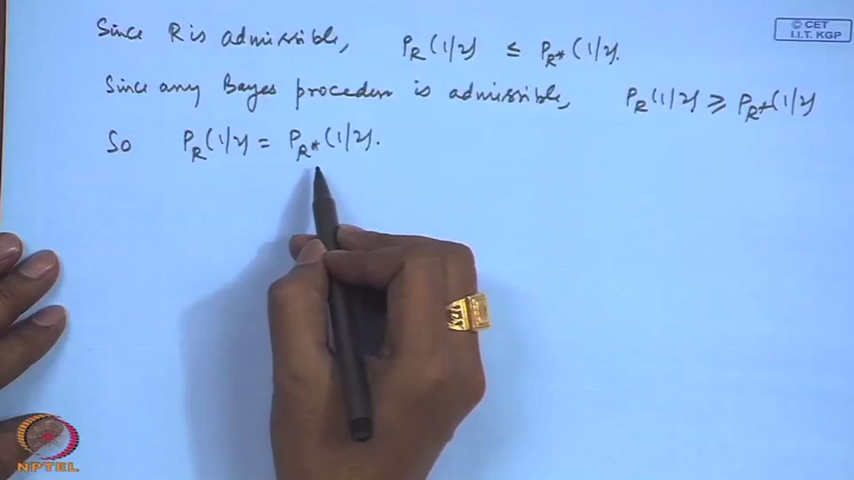 Since R is admissible, P_R(1/2) ≤ P_R*(1/2).
© CET
I.I.T. KGP
Since any Bayes procedure is admissible, P_R(1/2) ≥ P_R*(1/2)
So P_R(1/2) = P_R*(1/2).
NPTEL